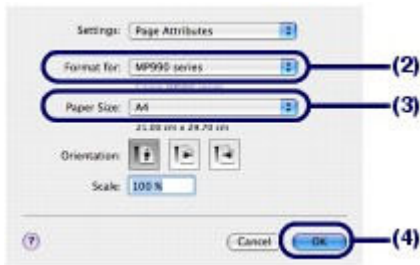 Settings: Page Attributes
Format for: MP990 series (2)
Paper Size: A4 (3)
21.00 cm x 29.70 cm
Orientation:
Scale: 100 %
? Cancel OK (4)